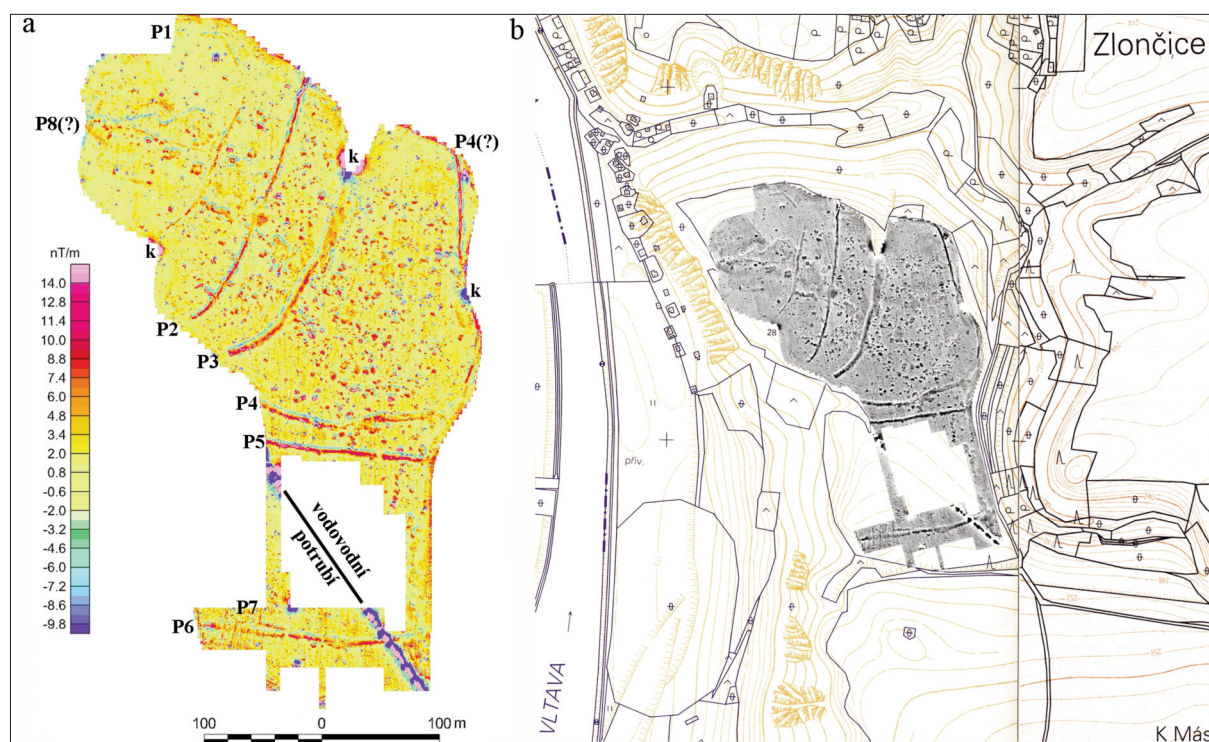 a
P1
P8(?)
k
P4(?)
k
k
nT/m
14.0
12.8
11.4
10.0
8.8
7.4
6.0
4.8
3.4
2.0
0.8
-0.6
-2.0
-3.2
-4.6
-6.0
-7.2
-8.6
-9.8
P2
P3
P4
P5
vodovodní
potrubí
P7
P6
100
0
100 m
b
Zlončice
28
přív.
VLTAVA
K Más